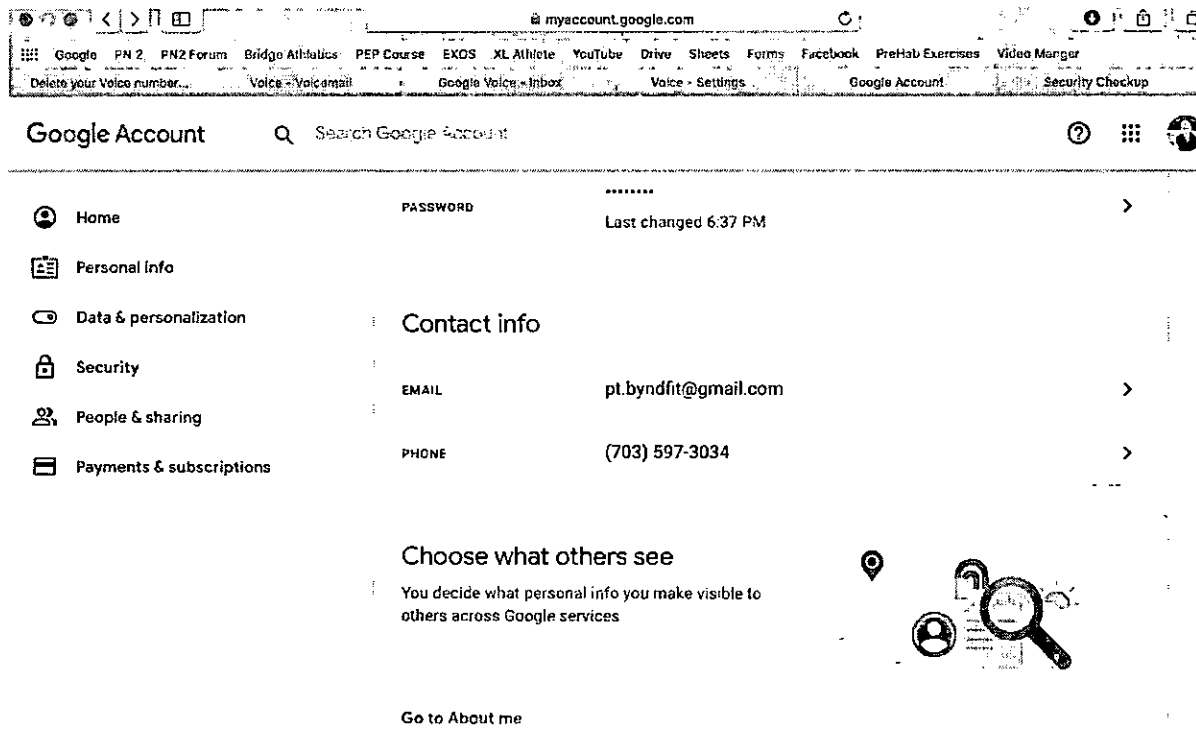 myaccount.google.com
Google PN 2 PN2 Forum Bridge Athletics PEP Course EXOS XL Athlete YouTube Drive Sheets Forms Facebook PreHab Exercises Video Manger
Delete your Voice number... Voice - Voicemail Google Voice - Inbox Voice - Settings Google Account Security Checkup
Google Account Search Google Account
PASSWORD ••••••••
Last changed 6:37 PM
Home
Personal info
Data & personalization
Security
People & sharing
Payments & subscriptions
Contact info
EMAIL pt.byndfit@gmail.com
PHONE (703) 597-3034
Choose what others see
You decide what personal info you make visible to
others across Google services
Go to About me